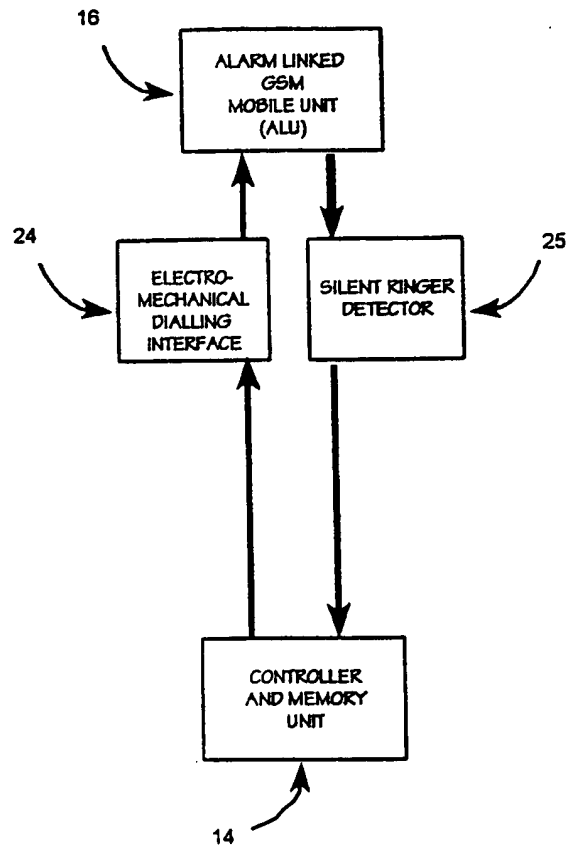 16
ALARM LINKED
GSM
MOBILE UNIT
(ALU)
24
ELECTRO-
MECHANICAL
DIALLING
INTERFACE
SILENT RINGER
DETECTOR
25
CONTROLLER
AND MEMORY
UNIT
14